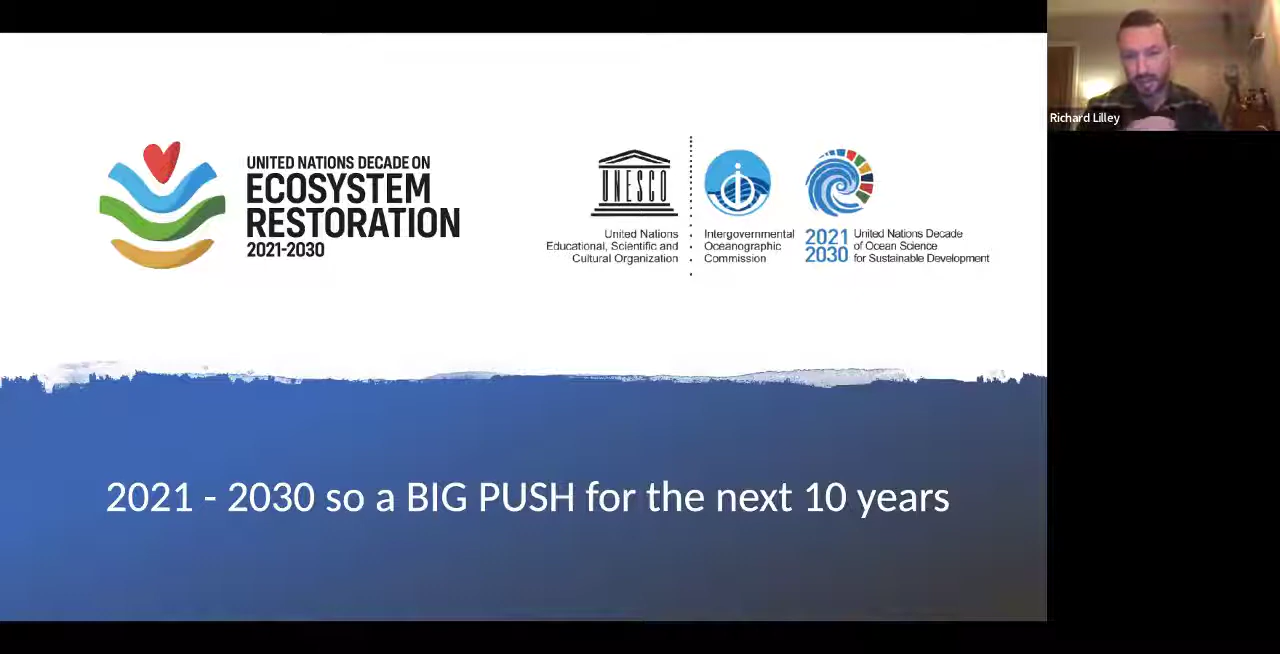 UNITED NATIONS DECADE ON
ECOSYSTEM
RESTORATION
2021-2030
UNESCO
United Nations
Educational, Scientific and
Cultural Organization
Intergovernmental
Oceanographic
Commission
2021
2030
United Nations Decade
of Ocean Science
for Sustainable Development
Richard Lilley
2021 - 2030 so a BIG PUSH for the next 10 years